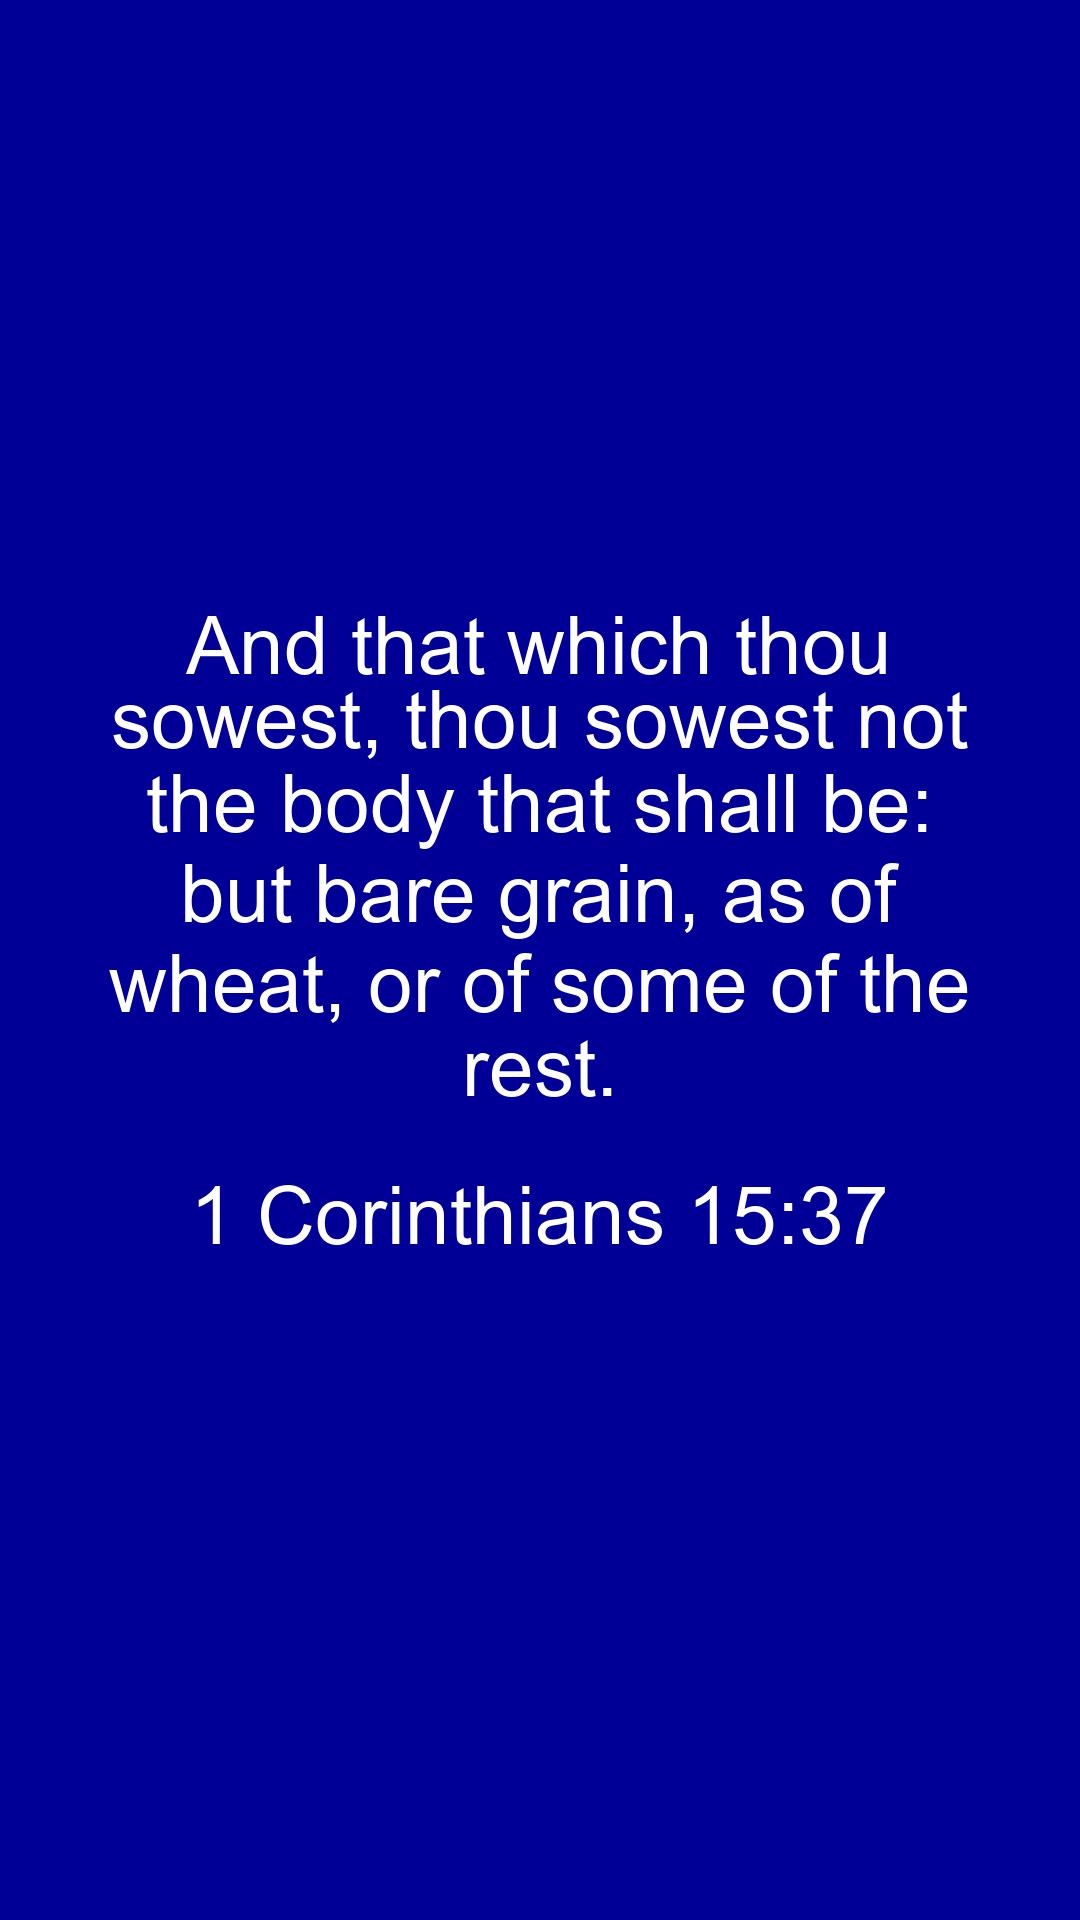 And that which thou
sowest, thou sowest not
the body that shall be:
but bare grain, as of
wheat, or of some of the
rest.
1 Corinthians 15:37